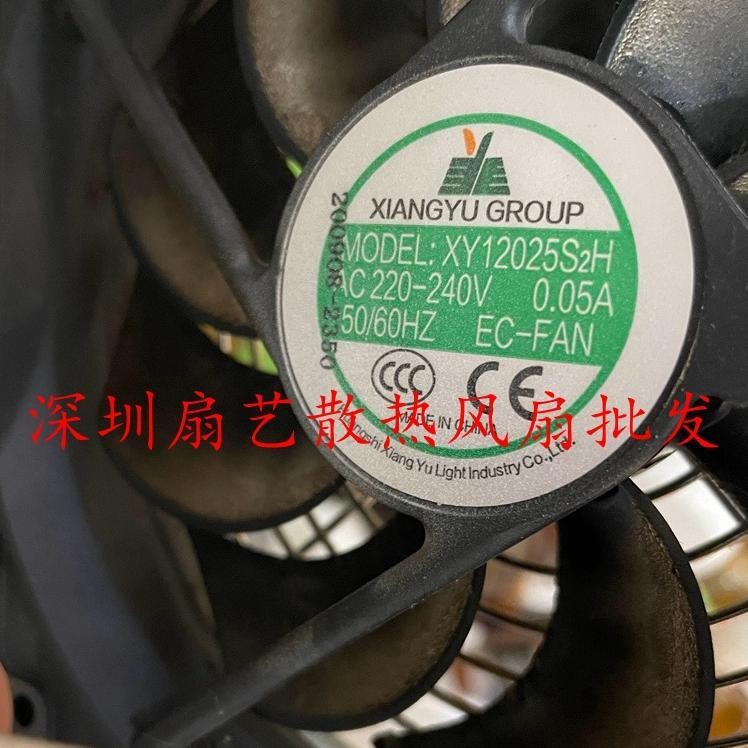 XIANGYU GROUP
MODEL: XY12025S2H
AC 220-240V 0.05A
50/60HZ EC-FAN
200908-2350
CCC CE
深圳扇艺散热风扇批发
MADE IN CHINA
Xiang Yu Light Industry Co.,Ltd.